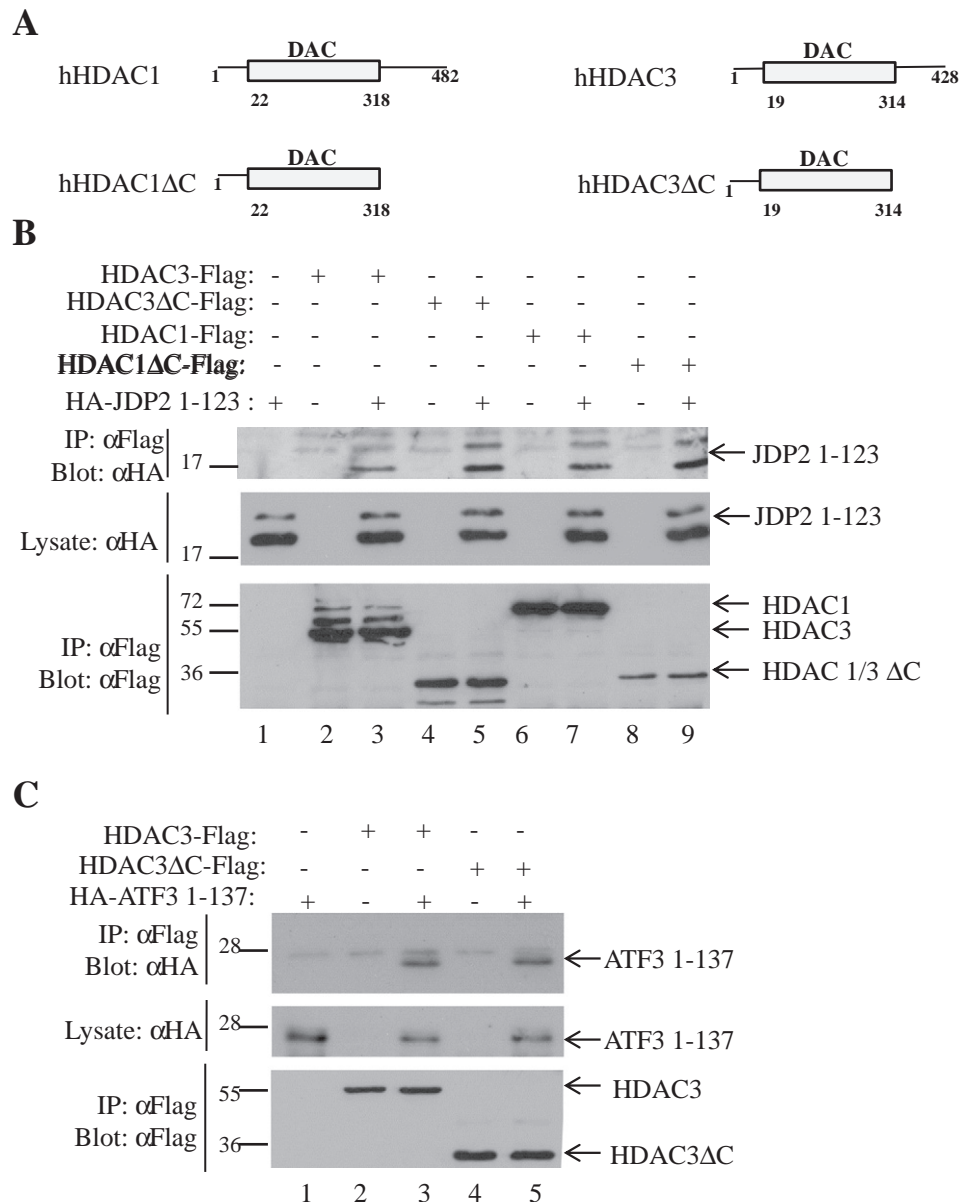 A
hHDAC1 1 DAC 482
22 318
hHDAC3 1 DAC 428
19 314
hHDAC1ΔC 1 DAC
22 318
hHDAC3ΔC 1 DAC
19 314
B
HDAC3-Flag: - + + - - - - - -
HDAC3ΔC-Flag: - - - + + - - - -
HDAC1-Flag: - - - - - + + - -
HDAC1ΔC-Flag: - - - - - - - + +
HA-JDP2 1-123 : + - + - + - + - +
IP: αFlag
Blot: αHA
17
JDP2 1-123
Lysate: αHA
17
JDP2 1-123
IP: αFlag
Blot: αFlag
72
55
36
HDAC1
HDAC3
HDAC 1/3 ΔC
1 2 3 4 5 6 7 8 9
C
HDAC3-Flag: - + + - -
HDAC3ΔC-Flag: - - - + +
HA-ATF3 1-137: + - + - +
IP: αFlag
Blot: αHA
28
ATF3 1-137
Lysate: αHA
28
ATF3 1-137
IP: αFlag
Blot: αFlag
55
36
HDAC3
HDAC3ΔC
1 2 3 4 5